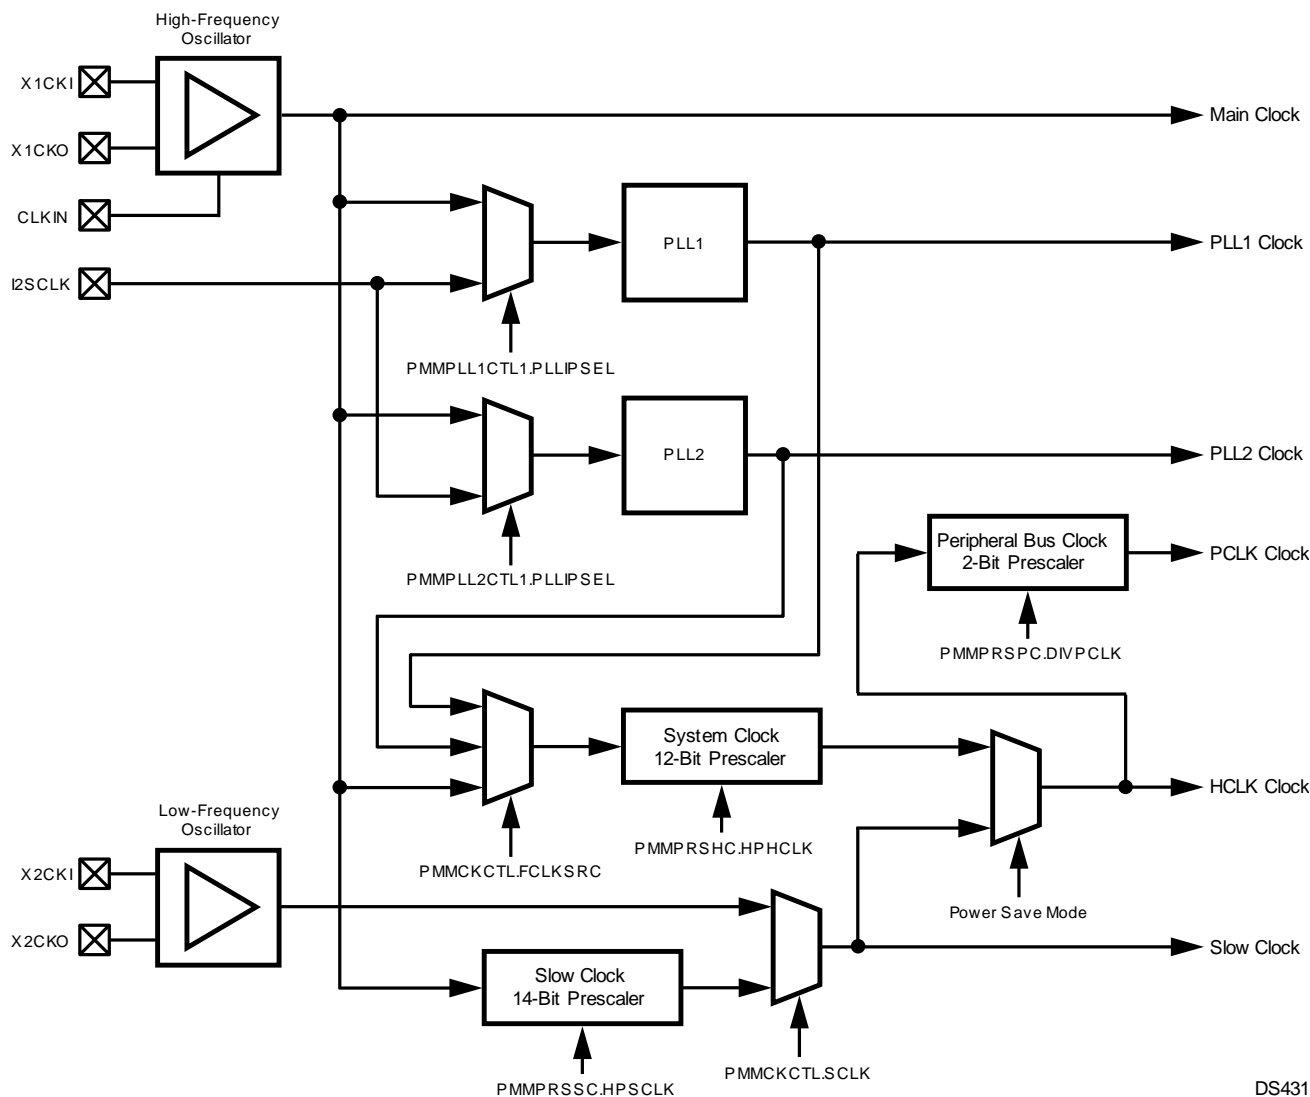 High-Frequency
Oscillator
X1CKI
Main Clock
X1CKO
CLKIN
PLL1
PLL1 Clock
I2SCLK
PMMPLL1CTL1.PLLIPSEL
PLL2
PLL2 Clock
Peripheral Bus Clock
2-Bit Prescaler
PCLK Clock
PMMPLL2CTL1.PLLIPSEL
PMMPRSPC.DIVPCLK
System Clock
12-Bit Prescaler
HCLK Clock
Low-Frequency
Oscillator
PMMPRSHC.HPHCLK
PMMCKCTL.FCLKSRC
X2CKI
Power Save Mode
X2CKO
Slow Clock
Slow Clock
14-Bit Prescaler
PMMCKCTL.SCLK
PMMPRSSC.HPSCLK
DS431